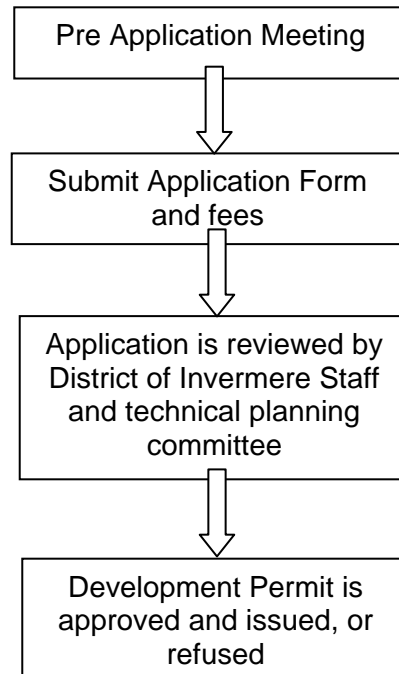 Pre Application Meeting
Submit Application Form
and fees
Application is reviewed by
District of Invermere Staff
and technical planning
committee
Development Permit is
approved and issued, or
refused